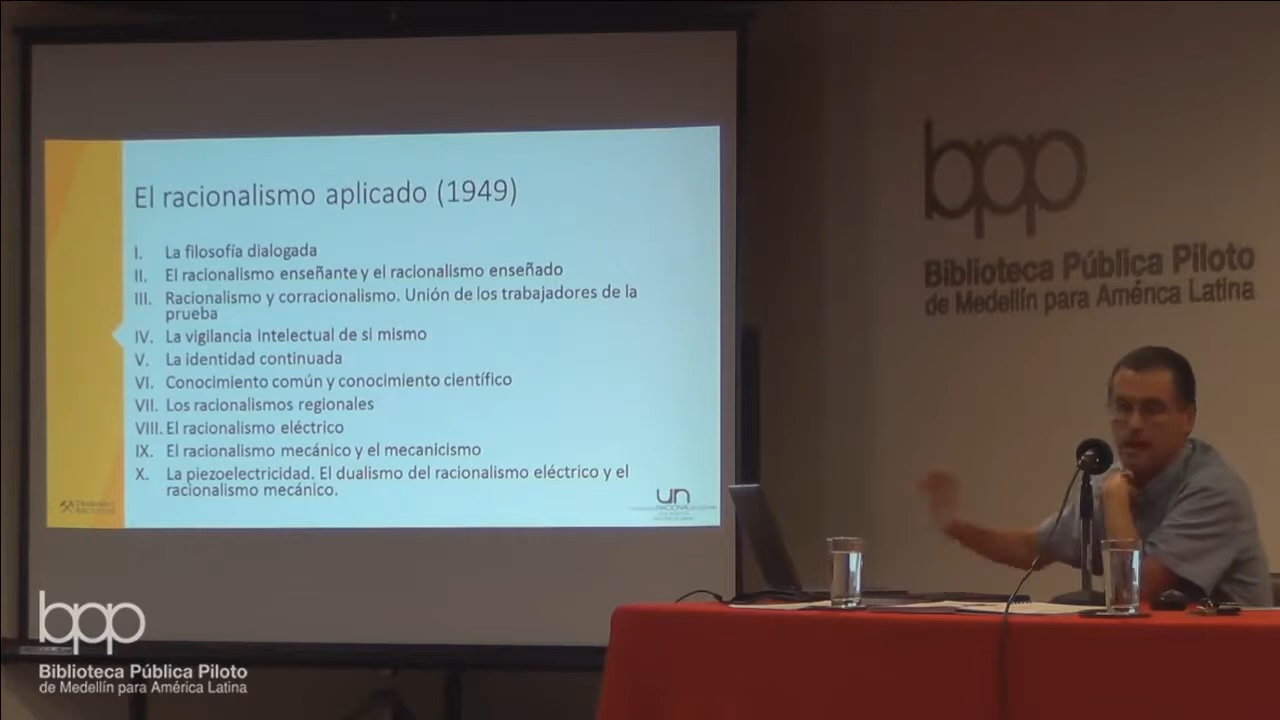 El racionalismo aplicado (1949)
I. La filosofía dialogada
II. El racionalismo enseñante y el racionalismo enseñado
III. Racionalismo y corracionalismo. Unión de los trabajadores de la
prueba
IV. La vigilancia intelectual de si mismo
V. La identidad continuada
VI. Conocimiento común y conocimiento científico
VII. Los racionalismos regionales
VIII. El racionalismo eléctrico
IX. El racionalismo mecánico y el mecanicismo
X. La piezoelectricidad. El dualismo del racionalismo eléctrico y el
racionalismo mecánico.
un
NACIONAL
bpp
Biblioteca Pública Piloto
de Medellín para América Latina
bpp
Biblioteca Pública Piloto
de Medellín para América Latina